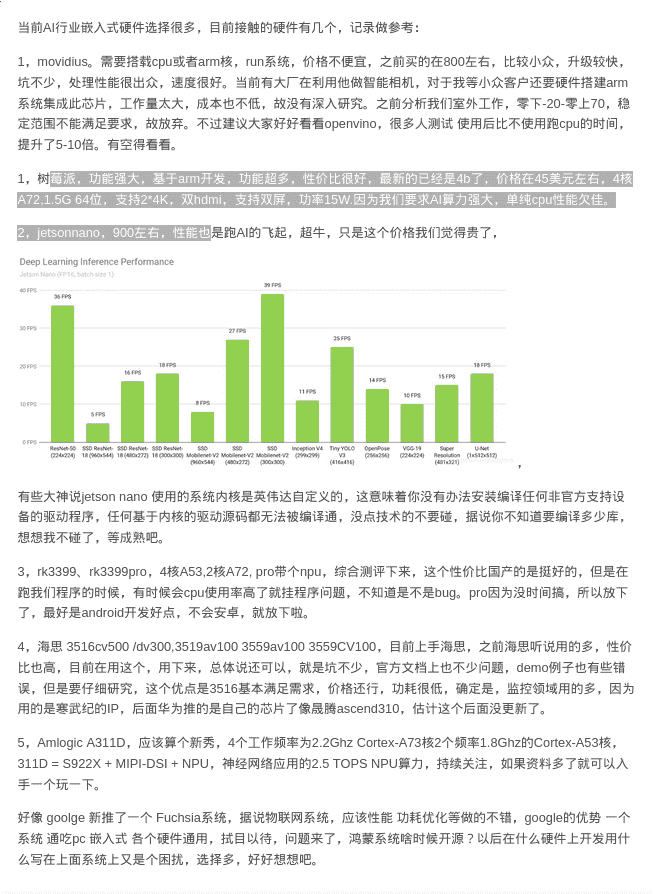 当前AI行业嵌入式硬件选择很多，目前接触的硬件有几个，记录做参考：
1，movidius。需要搭载cpu或者arm核，run系统，价格不便宜，之前买的在800左右，比较小众，升级较快，
坑不少，处理性能很出众，速度很好。当前有大厂在利用他做智能相机，对于我等小众客户还要硬件搭建arm
系统集成此芯片，工作量太大，成本也不低，故没有深入研究。之前分析我们室外工作，零下-20-零上70，稳
定范围不能满足要求，故放弃。不过建议大家好好看看openvino，很多人测试 使用后比不使用跑cpu的时间，
提升了5-10倍。有空得看看。
1，树莓派，功能强大，基于arm开发，功能超多，性价比很好，最新的已经是4b了，价格在45美元左右，4核
A72,1.5G 64位，支持2*4K，双hdmi，支持双屏，功率15W.因为我们要求AI算力强大，单纯cpu性能欠佳。
2，jetsonnano，900左右，性能也是跑AI的飞起，超牛，只是这个价格我们觉得贵了，
Deep Learning Inference Performance
Jetson Nano (FP16, batch size 1)
40 FPS
30 FPS
20 FPS
10 FPS
0 FPS
36 FPS
5 FPS
16 FPS
18 FPS
8 FPS
27 FPS
39 FPS
11 FPS
25 FPS
14 FPS
10 FPS
15 FPS
18 FPS
ResNet-50 (224x224)
SSD ResNet-18 (960x544)
SSD ResNet-18 (480x272)
SSD ResNet-18 (300x300)
SSD Mobilenet-V2 (960x544)
SSD Mobilenet-V2 (480x272)
SSD Mobilenet-V2 (300x300)
Inception V4 (299x299)
Tiny YOLO V3 (416x416)
OpenPose (256x256)
VGG-19 (224x224)
Super Resolution (481x321)
U-Net (1x512x512)
，
有些大神说jetson nano 使用的系统内核是英伟达自定义的，这意味着你没有办法安装编译任何非官方支持设
备的驱动程序，任何基于内核的驱动源码都无法被编译通，没点技术的不要碰，据说你不知道要编译多少库，
想想我不碰了，等成熟吧。
3，rk3399、rk3399pro，4核A53,2核A72, pro带个npu，综合测评下来，这个性价比国产的是挺好的，但是在
跑我们程序的时候，有时候会cpu使用率高了就挂程序问题，不知道是不是bug。pro因为没时间搞，所以放下
了，最好是android开发好点，不会安卓，就放下啦。
4，海思 3516cv500 /dv300,3519av100 3559av100 3559CV100，目前上手海思，之前海思听说用的多，性价
比也高，目前在用这个，用下来，总体说还可以，就是坑不少，官方文档上也不少问题，demo例子也有些错
误，但是要仔细研究，这个优点是3516基本满足需求，价格还行，功耗很低，确定是，监控领域用的多，因为
用的是寒武纪的IP，后面华为推的是自己的芯片了像晟腾ascend310，估计这个后面没更新了。
5，Amlogic A311D，应该算个新秀，4个工作频率为2.2Ghz Cortex-A73核2个频率1.8Ghz的Cortex-A53核，
311D = S922X + MIPI-DSI + NPU，神经网络应用的2.5 TOPS NPU算力，持续关注，如果资料多了就可以入
手一个玩一下。
好像 goolge 新推了一个 Fuchsia系统，据说物联网系统，应该性能 功耗优化等做的不错，google的优势 一个
系统 通吃pc 嵌入式 各个硬件通用，拭目以待，问题来了，鸿蒙系统啥时候开源？以后在什么硬件上开发用什
么写在上面系统上又是个困扰，选择多，好好想想吧。